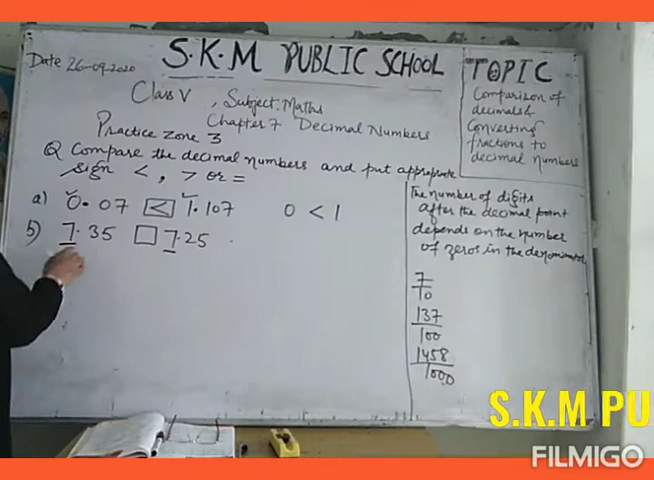 Date 26-09-2020
S.K.M PUBLIC SCHOOL
Class V , Subject: Maths
Chapter 7 Decimal Numbers
Practice Zone 3
Q Compare the decimal numbers and put appropriate
sign < , > or =
a) 0.07 < 1.107 0 < 1
b) 7.35 □ 7.25
TOPIC
Comparison of
decimals &
Converting
fractions to
decimal numbers
The number of digits
after the decimal point
depends on the number
of zeros in the denominator
7/10
137/100
1458/1000
S.K.M PU
FILMIGO